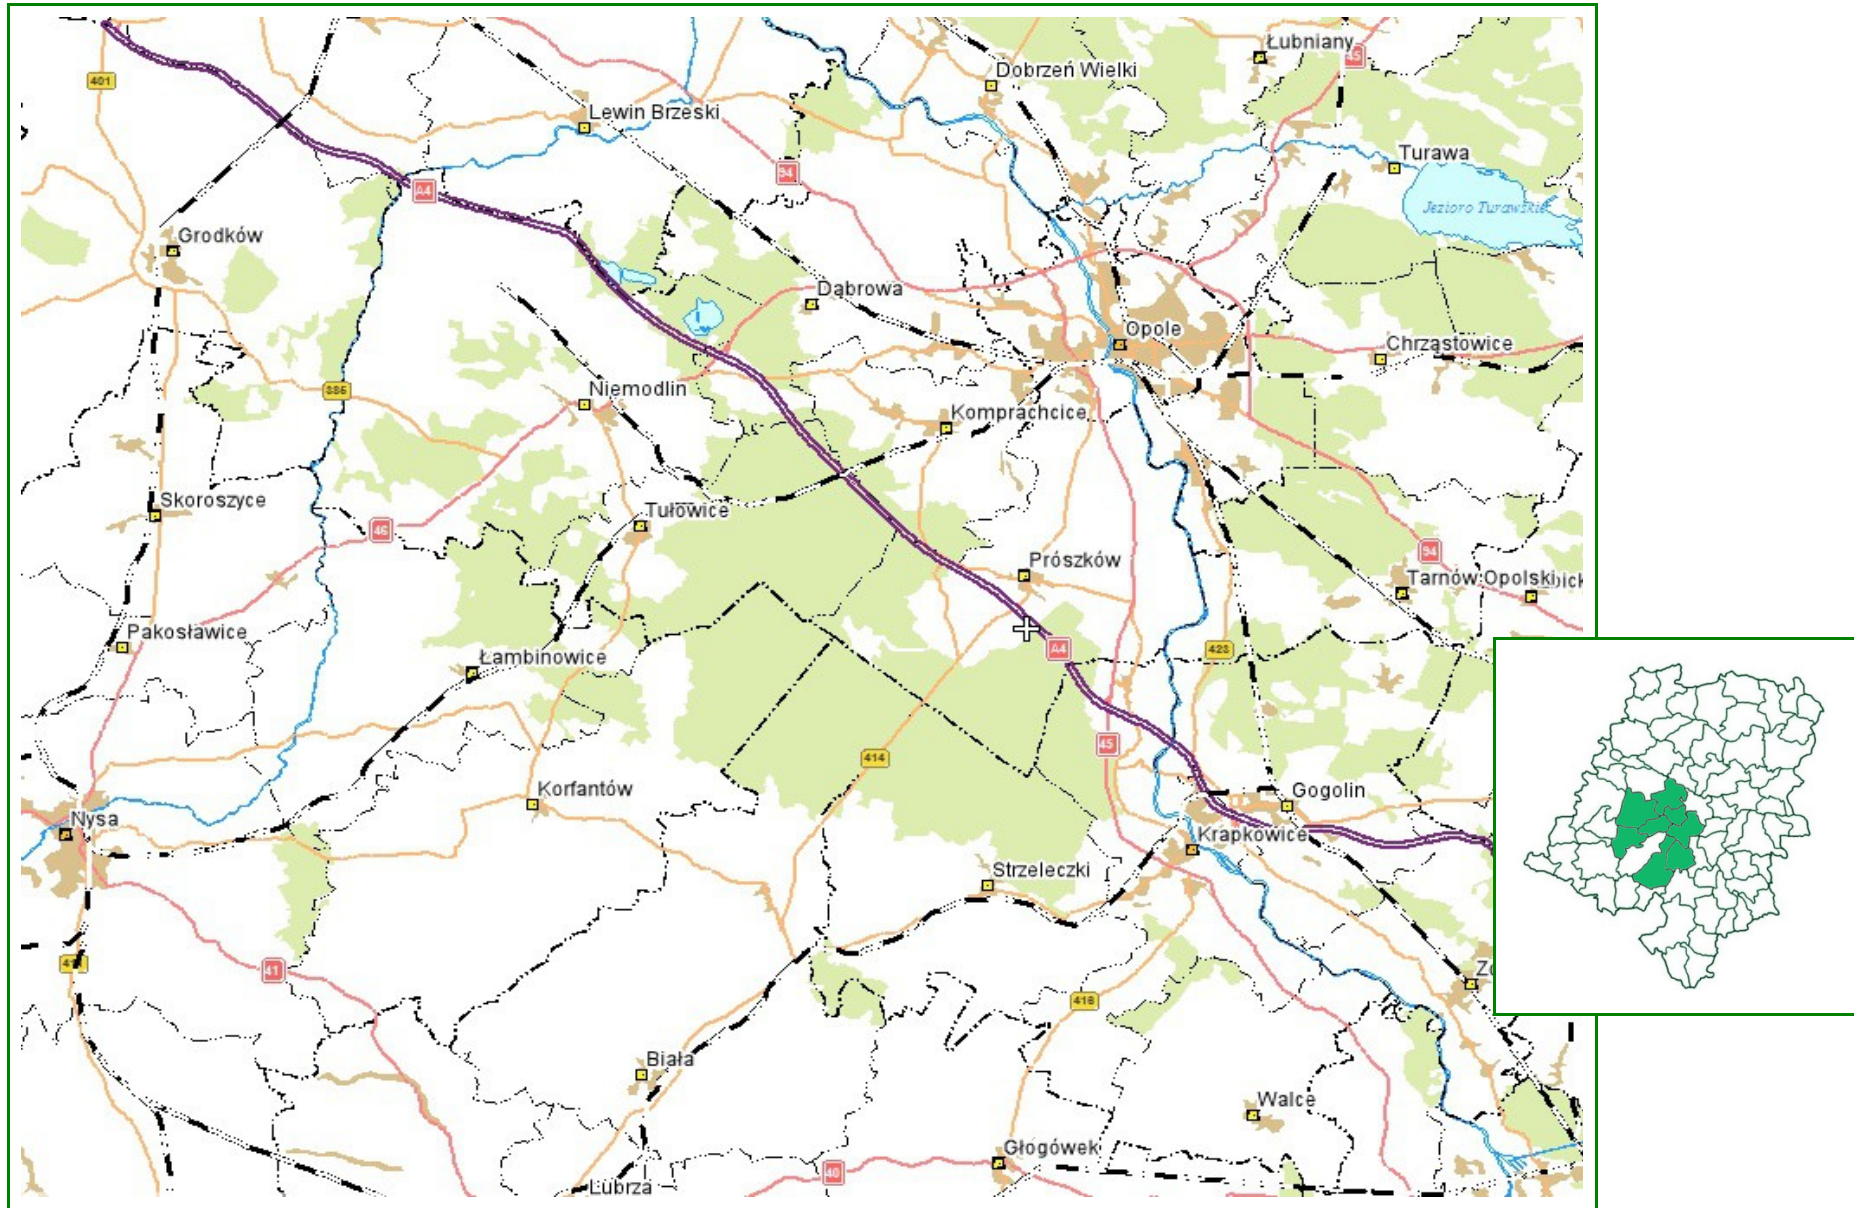 Łubniany
45
Dobrzeń Wielki
401
Lewin Brzeski
Turawa
94
A4
Jezioro Turawskie
Grodków
Dąbrowa
Opole
Chrząstowice
Niemodlin
385
Komprachcice
Skoroszyce
Tułowice
46
94
Prószków
Tarnów Opolski
Pakosławice
Łambinowice
A4
423
45
414
Korfantów
Gogolin
Nysa
Krapkowice
Strzeleczki
41
416
Biała
Walce
Głogówek
40
Lubrza